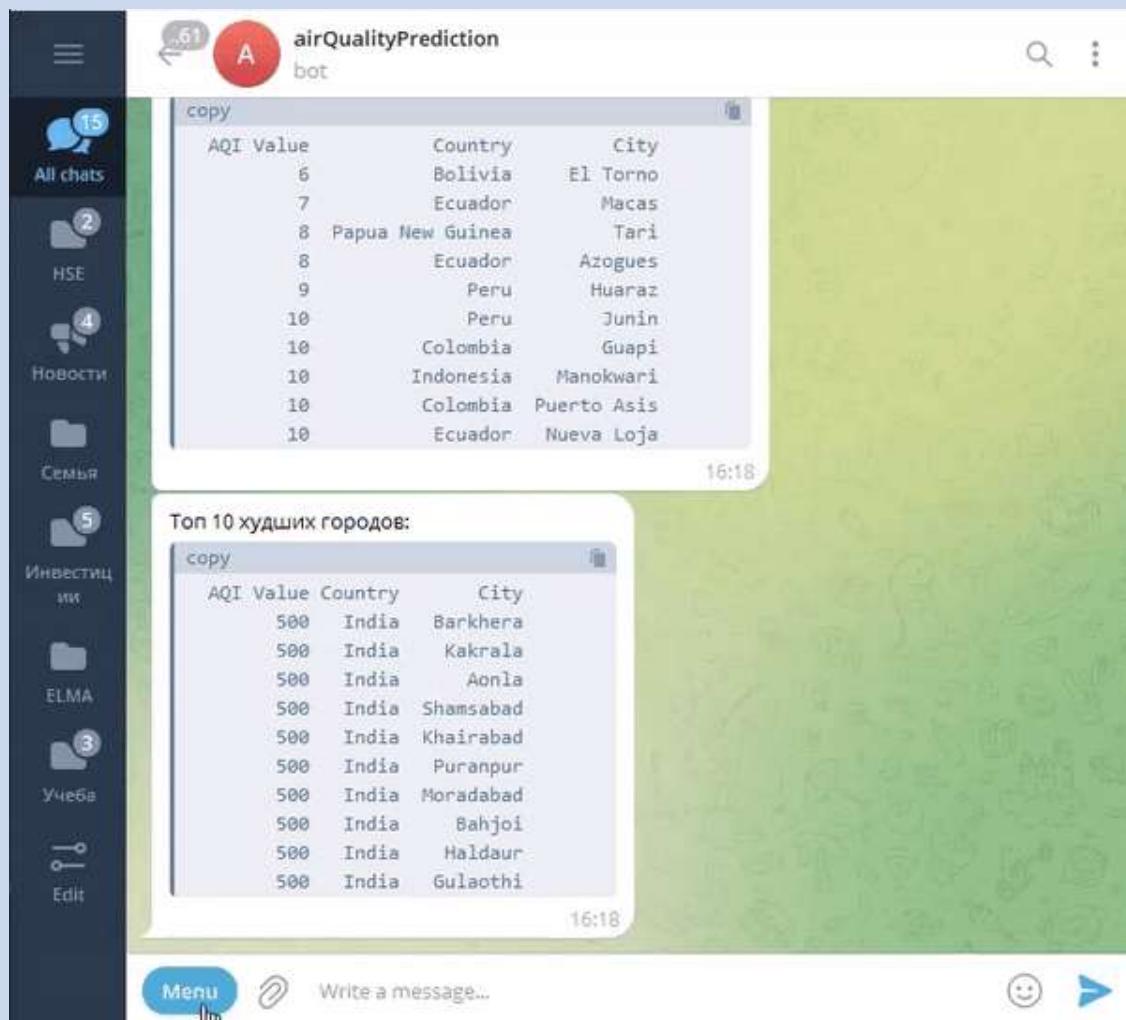 ..61
A
airQualityPrediction
bot
15
All chats
2
HSE
4
Новости
Семья
5
Инвестиц
ии
ELMA
3
Учеба
Edit
copy
AQI Value Country City
6 Bolivia El Torno
7 Ecuador Macas
8 Papua New Guinea Tari
8 Ecuador Azogues
9 Peru Huaraz
10 Peru Junin
10 Colombia Guapi
10 Indonesia Manokwari
10 Colombia Puerto Asis
10 Ecuador Nueva Loja
16:18
Топ 10 худших городов:
copy
AQI Value Country City
500 India Barkhera
500 India Kakrala
500 India Aonla
500 India Shamsabad
500 India Khairabad
500 India Puranpur
500 India Moradabad
500 India Bahjoi
500 India Haldaur
500 India Gulaothi
16:18
Menu
Write a message...